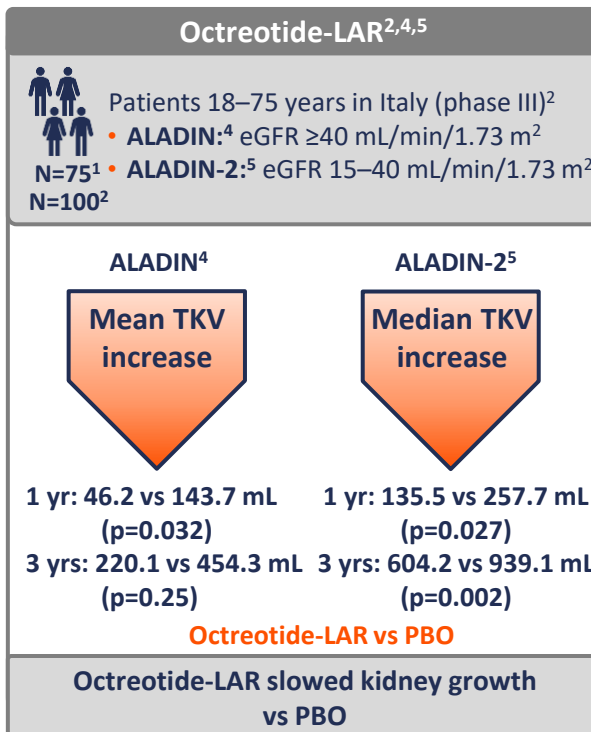 Octreotide-LAR2,4,5
Patients 18–75 years in Italy (phase III)2
• ALADIN:4 eGFR ≥40 mL/min/1.73 m2
N=751
• ALADIN-2:5 eGFR 15–40 mL/min/1.73 m2
N=1002
ALADIN4
Mean TKV
increase
1 yr: 46.2 vs 143.7 mL
(p=0.032)
3 yrs: 220.1 vs 454.3 mL
(p=0.25)
ALADIN-25
Median TKV
increase
1 yr: 135.5 vs 257.7 mL
(p=0.027)
3 yrs: 604.2 vs 939.1 mL
(p=0.002)
Octreotide-LAR vs PBO
Octreotide-LAR slowed kidney growth
vs PBO